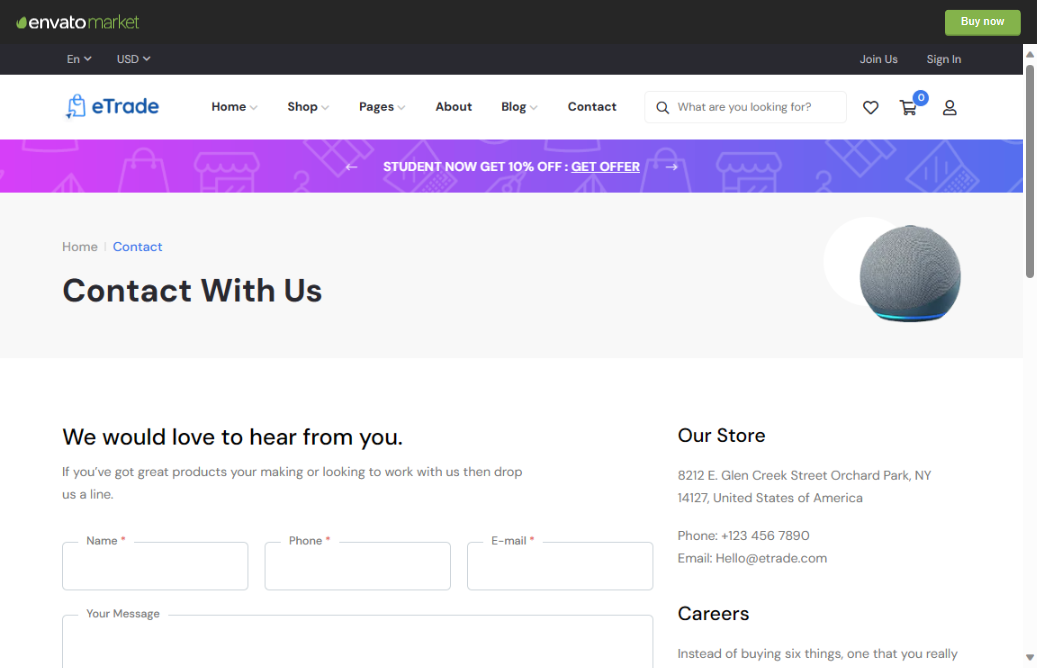 envatomarket
Buy now
En
USD
Join Us
Sign In
eTrade
Home
Shop
Pages
About
Blog
Contact
What are you looking for?
0
STUDENT NOW GET 10% OFF : GET OFFER
Home
Contact
Contact With Us
We would love to hear from you.
If you’ve got great products your making or looking to work with us then drop
us a line.
Name *
Phone *
E-mail *
Your Message
Our Store
8212 E. Glen Creek Street Orchard Park, NY
14127, United States of America
Phone: +123 456 7890
Email: Hello@etrade.com
Careers
Instead of buying six things, one that you really